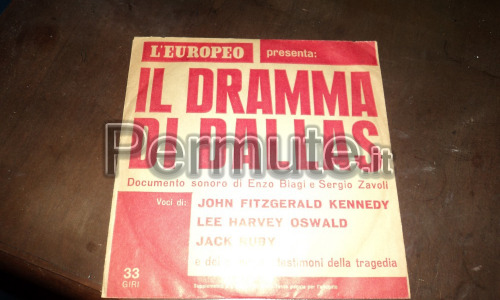 L'EUROPEO presenta:
IL DRAMMA
DI DALLAS
Permute.it
Documento sonoro di Enzo Biagi e Sergio Zavoli
Voci di: JOHN FITZGERALD KENNEDY
LEE HARVEY OSWALD
JACK RUBY
e testimoni della tragedia
33
GIRI